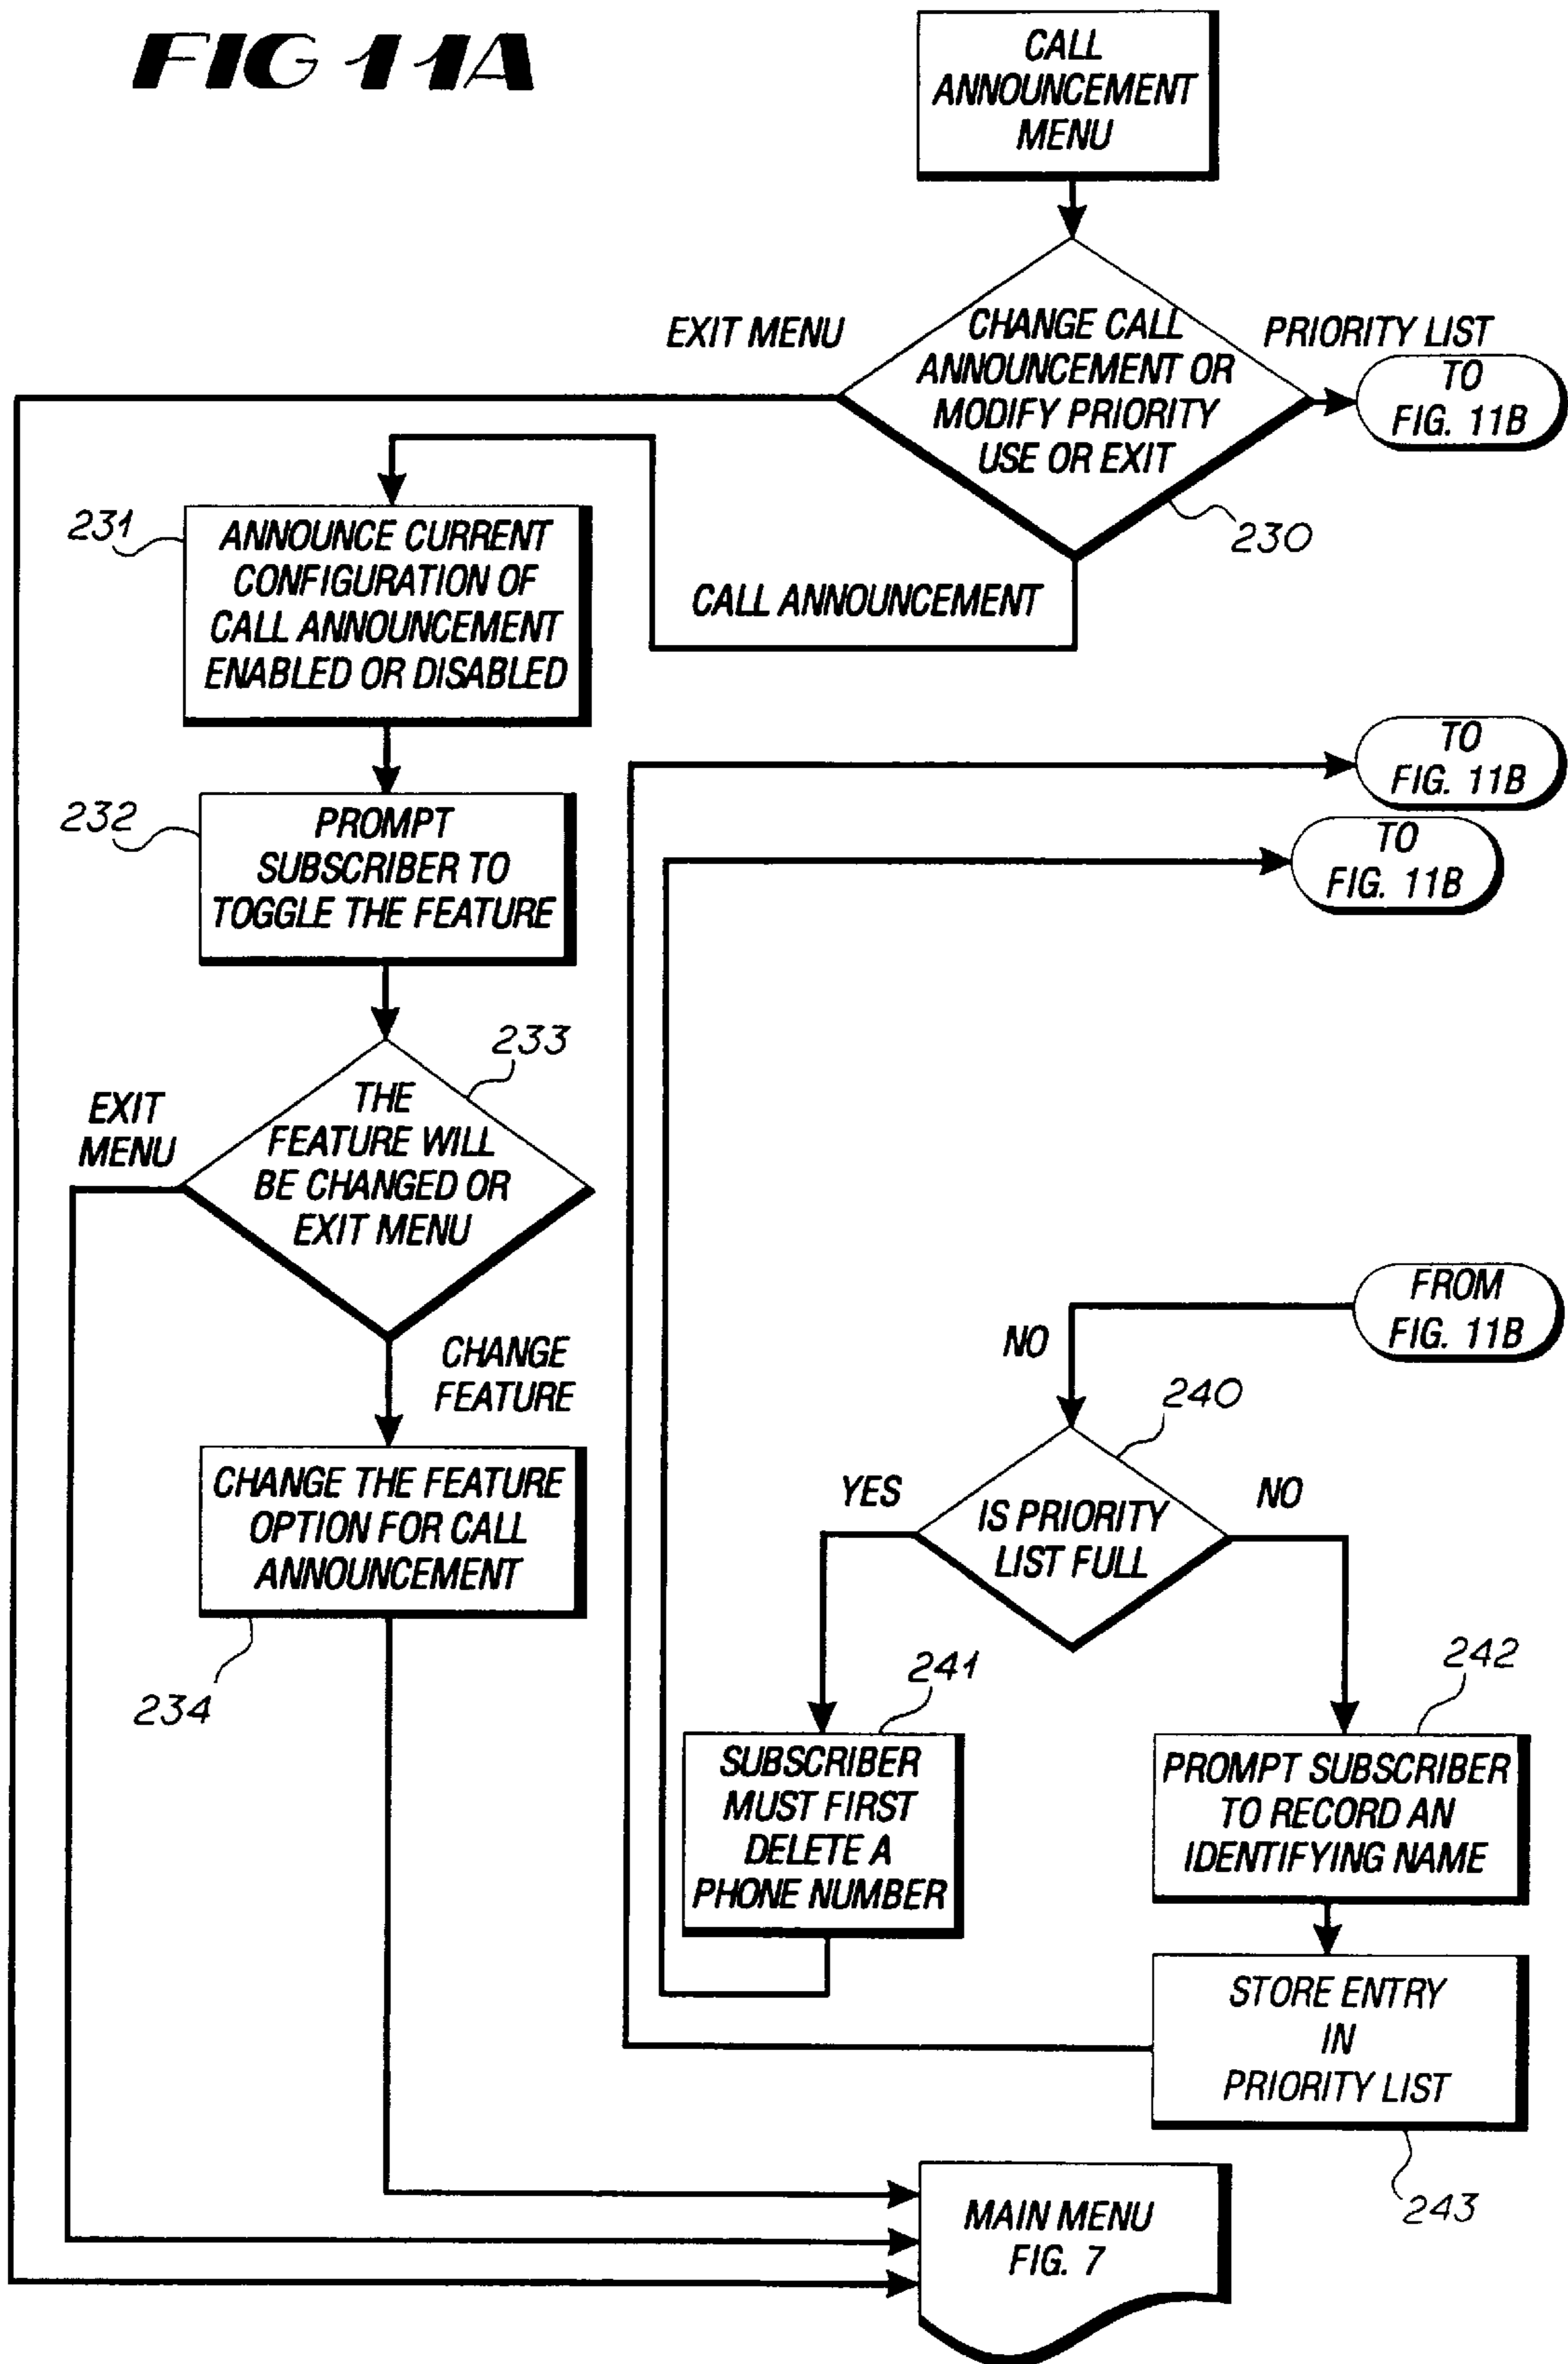 FIG 11A
CALL
ANNOUNCEMENT
MENU
EXIT MENU
CHANGE CALL
ANNOUNCEMENT OR
MODIFY PRIORITY
USE OR EXIT
PRIORITY LIST
TO
FIG. 11B
230
CALL ANNOUNCEMENT
231
ANNOUNCE CURRENT
CONFIGURATION OF
CALL ANNOUNCEMENT
ENABLED OR DISABLED
TO
FIG. 11B
232
PROMPT
SUBSCRIBER TO
TOGGLE THE FEATURE
TO
FIG. 11B
233
EXIT
MENU
THE
FEATURE WILL
BE CHANGED OR
EXIT MENU
CHANGE
FEATURE
FROM
FIG. 11B
NO
240
YES
IS PRIORITY
LIST FULL
NO
CHANGE THE FEATURE
OPTION FOR CALL
ANNOUNCEMENT
234
241
SUBSCRIBER
MUST FIRST
DELETE A
PHONE NUMBER
242
PROMPT SUBSCRIBER
TO RECORD AN
IDENTIFYING NAME
STORE ENTRY
IN
PRIORITY LIST
243
MAIN MENU
FIG. 7